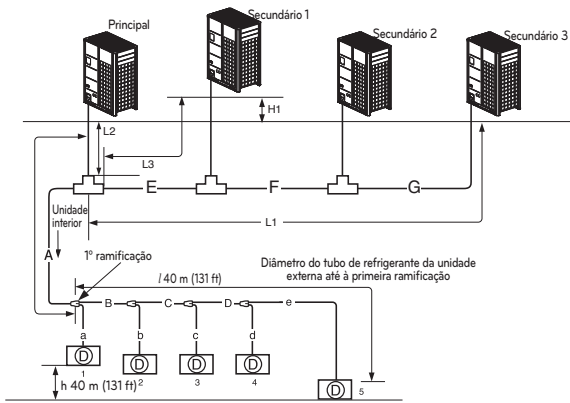 Principal
Secundário 1
Secundário 2
Secundário 3
H1
L2
L3
E
F
G
L1
Unidade
interior
A
1º ramificação
l 40 m (131 ft)
Diâmetro do tubo de refrigerante da unidade
externa até à primeira ramificação
B
C
D
e
a
b
c
d
D
D
D
D
D
1
2
3
4
5
h 40 m (131 ft)